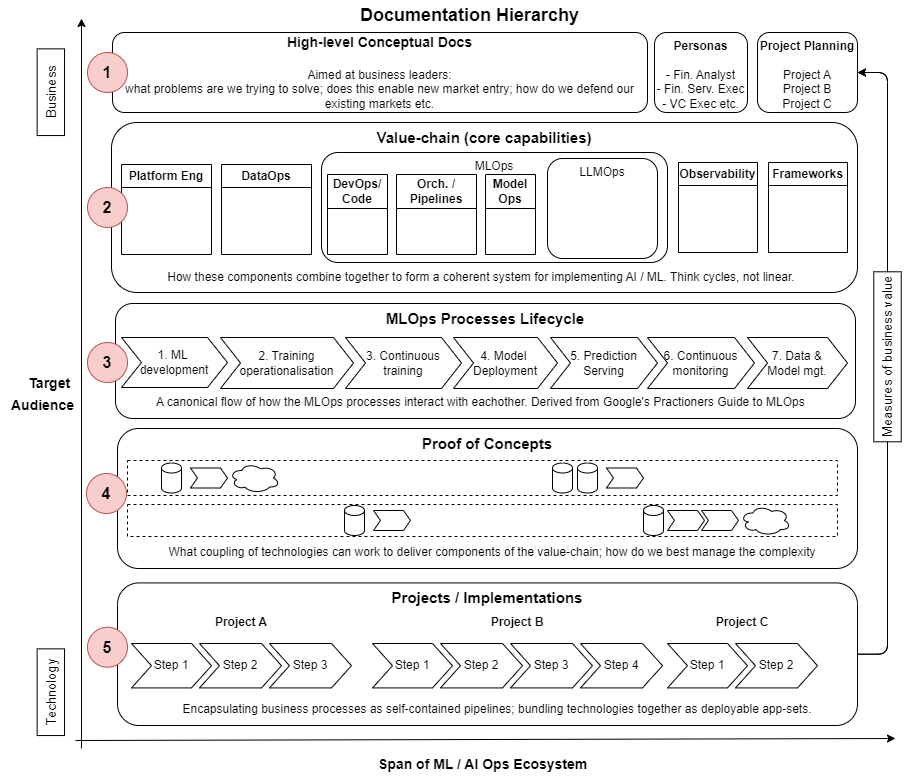 Documentation Hierarchy
Business
1
High-level Conceptual Docs
Aimed at business leaders:
what problems are we trying to solve; does this enable new market entry; how do we defend our
existing markets etc.
Personas
- Fin. Analyst
- Fin. Serv. Exec
- VC Exec etc.
Project Planning
Project A
Project B
Project C
2
Value-chain (core capabilities)
Platform Eng
DataOps
MLOps
DevOps/
Code
Orch. /
Pipelines
Model
Ops
LLMOps
Observability
Frameworks
How these components combine together to form a coherent system for implementing AI / ML. Think cycles, not linear.
Measures of business value
Target
Audience
3
MLOps Processes Lifecycle
1. ML
development
2. Training
operationalisation
3. Continuous
training
4. Model
Deployment
5. Prediction
Serving
6. Continuous
monitoring
7. Data &
Model mgt.
A canonical flow of how the MLOps processes interact with eachother. Derived from Google's Practioners Guide to MLOps
4
Proof of Concepts
What coupling of technologies can work to deliver components of the value-chain; how do we best manage the complexity
5
Projects / Implementations
Project A
Step 1
Step 2
Step 3
Project B
Step 1
Step 2
Step 3
Step 4
Project C
Step 1
Step 2
Encapsulating business processes as self-contained pipelines; bundling technologies together as deployable app-sets.
Technology
Span of ML / AI Ops Ecosystem